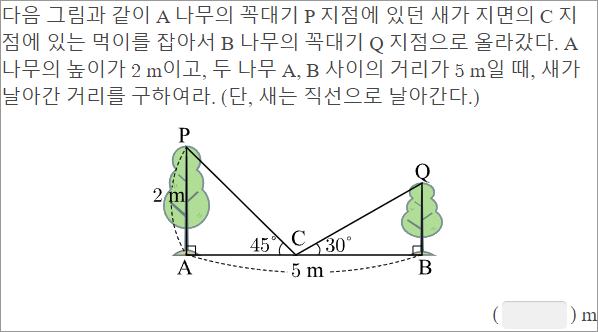 다음 그림과 같이 A 나무의 꼭대기 P 지점에 있던 새가 지면의 C 지
점에 있는 먹이를 잡아서 B 나무의 꼭대기 Q 지점으로 올라갔다. A
나무의 높이가 2 m이고, 두 나무 A, B 사이의 거리가 5 m일 때, 새가
날아간 거리를 구하여라. (단, 새는 직선으로 날아간다.)
P
Q
2 m
45° C 30°
A
5 m
B
( ) m